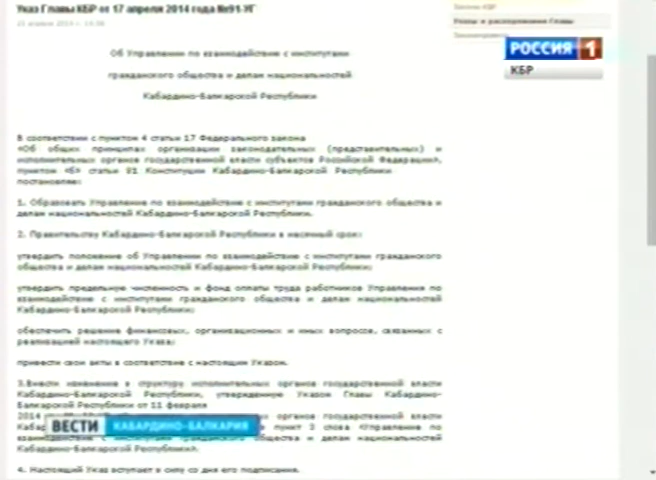 Указ Главы КБР от 17 апреля 2014 года №91-УГ
Указы и распоряжения Главы
РОССИЯ 1
КБР
Об Управлении по взаимодействию с институтами
гражданского общества и делам национальностей
Кабардино-Балкарской Республики
В соответствии с пунктом 4 статьи 17 Федерального закона
«Об общих принципах организации законодательных (представительных) и
исполнительных органов государственной власти субъектов Российской Федерации»,
пунктом «б» статьи 81 Конституции Кабардино-Балкарской Республики
постановляю:
1. Образовать Управление по взаимодействию с институтами гражданского общества и
делам национальностей Кабардино-Балкарской Республики.
2. Правительству Кабардино-Балкарской Республики в месячный срок:
утвердить положение об Управлении по взаимодействию с институтами гражданского
общества и делам национальностей Кабардино-Балкарской Республики;
утвердить предельную численность и фонд оплаты труда работников Управления по
взаимодействию с институтами гражданского общества и делам национальностей
Кабардино-Балкарской Республики;
обеспечить решение финансовых, организационных и иных вопросов, связанных с
реализацией настоящего Указа;
привести свои акты в соответствие с настоящим Указом.
3.Внести изменение в структуру исполнительных органов государственной власти
Кабардино-Балкарской Республики, утвержденную Указом Главы Кабардино-
Балкарской Республики от 11 февраля
2014 органов государственной власти
пункт 3 слова «Управление по
взаимодействию с общества и делам национальностей
Кабардино-Балкарской Республики».
ВЕСТИ КАБАРДИНО-БАЛКАРИЯ
4. Настоящий Указ вступает в силу со дня его подписания.